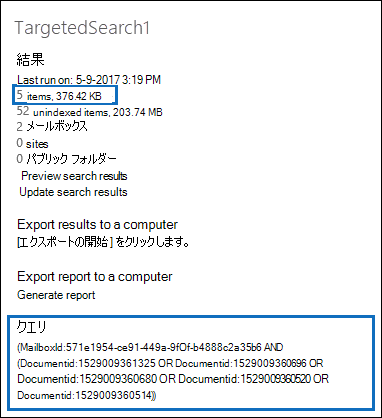 TargetedSearch1
結果
Last run on: 5-9-2017 3:19 PM
5 items, 376.42 KB
52 unindexed items, 203.74 MB
2 メールボックス
0 sites
0 パブリック フォルダー
Preview search results
Update search results
Export results to a computer
[エクスポートの開始] をクリックします。
Export report to a computer
Generate report
クエリ
(MailboxId:571e1954-ce91-449a-9f0f-b4888c2a35b6 AND
(Documentid:1529009361325 OR Documentid:1529009360696 OR
Documentid:1529009360680 OR Documentid:1529009360520 OR
Documentid:1529009360514))